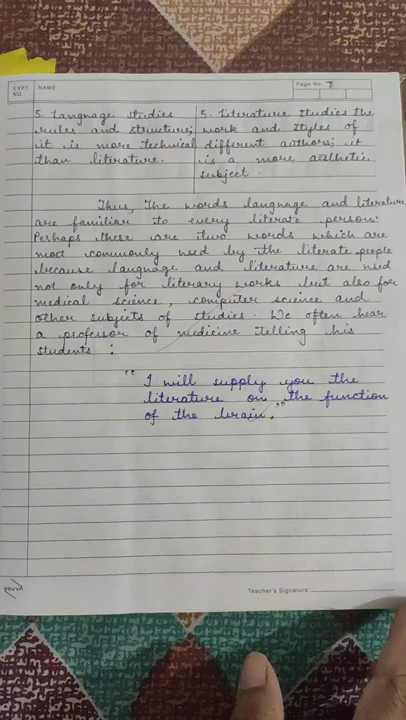 EXPT. NO.
NAME:
Page No. 7
5. Language studies
rules and structure;
it is more technical
than literature.
5. Literature studies the
work and styles of
different authors; it
is a more aesthetic
subject.
Thus, The words language and literature
are familiar to every literate person.
Perhaps these are two words which are
most commonly used by the literate people
because language and literature are used
not only for literary works but also for
medical science, computer science and
other subjects of studies. We often hear
a professor of medicine telling his
students :
"I will supply you the
literature on the function
of the brain."
Teacher's Signature:
youva